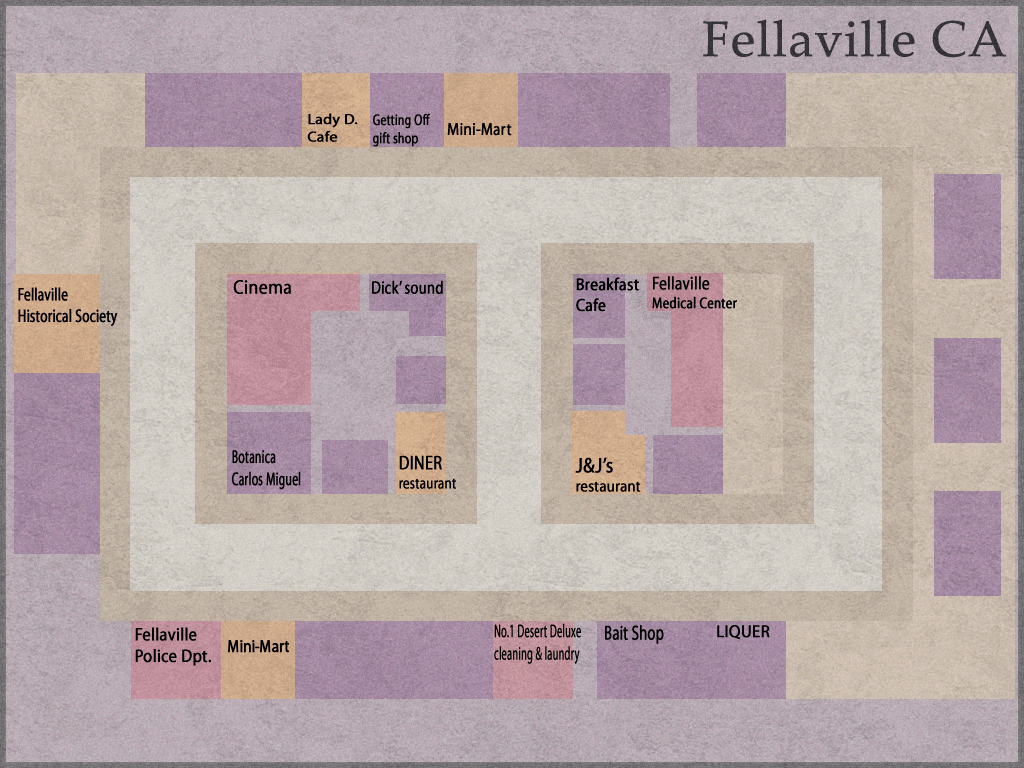 Fellaville CA
Lady D.
Cafe
Getting Off
gift shop
Mini-Mart
Fellaville
Historical Society
Cinema
Dick' sound
Botanica
Carlos Miguel
DINER
restaurant
Breakfast
Cafe
Fellaville
Medical Center
J&J's
restaurant
Fellaville
Police Dpt.
Mini-Mart
No.1 Desert Deluxe
cleaning & laundry
Bait Shop
LIQUER